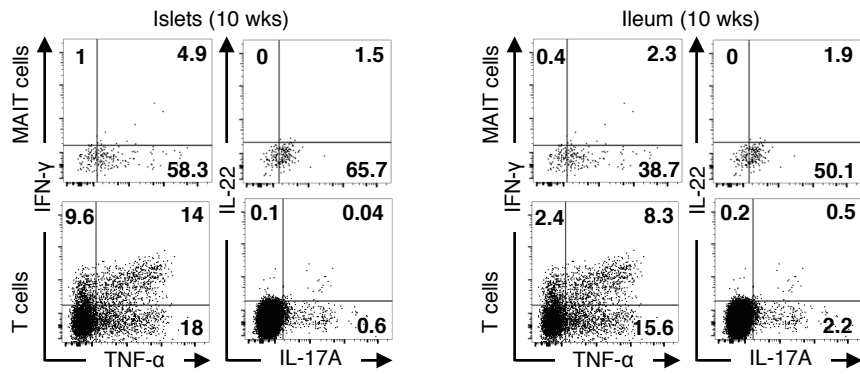 Islets (10 wks)
Ileum (10 wks)
MAIT cells
IFN-γ
1
4.9
58.3
IL-22
0
1.5
65.7
MAIT cells
IFN-γ
0.4
2.3
38.7
IL-22
0
1.9
50.1
T cells
9.6
14
18
0.1
0.04
0.6
T cells
2.4
8.3
15.6
0.2
0.5
2.2
TNF-α
IL-17A
TNF-α
IL-17A